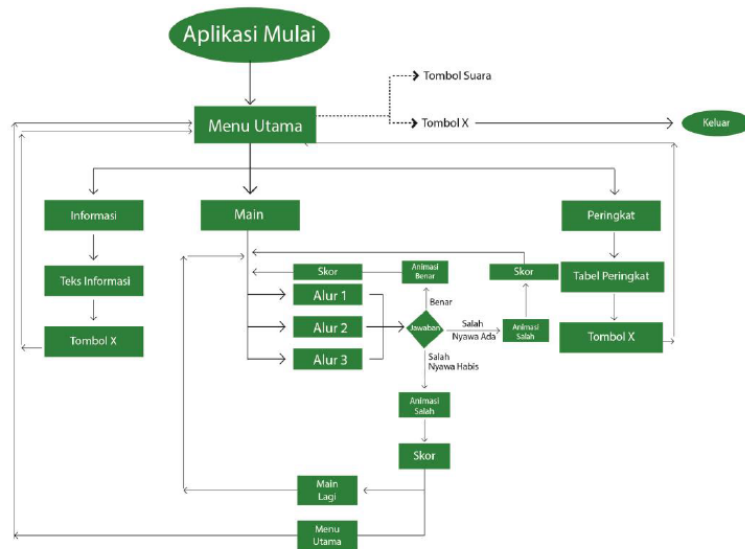 Aplikasi Mulai
Tombol Suara
Menu Utama
Tombol X
Keluar
Informasi
Main
Peringkat
Teks Informasi
Skor
Animasi
Benar
Skor
Tabel Peringkat
Alur 1
Benar
Alur 2
Jawaban
Salah
Nyawa Ada
Animasi
Salah
Tombol X
Tombol X
Alur 3
Salah
Nyawa Habis
Animasi
Salah
Skor
Main
Lagi
Menu
Utama